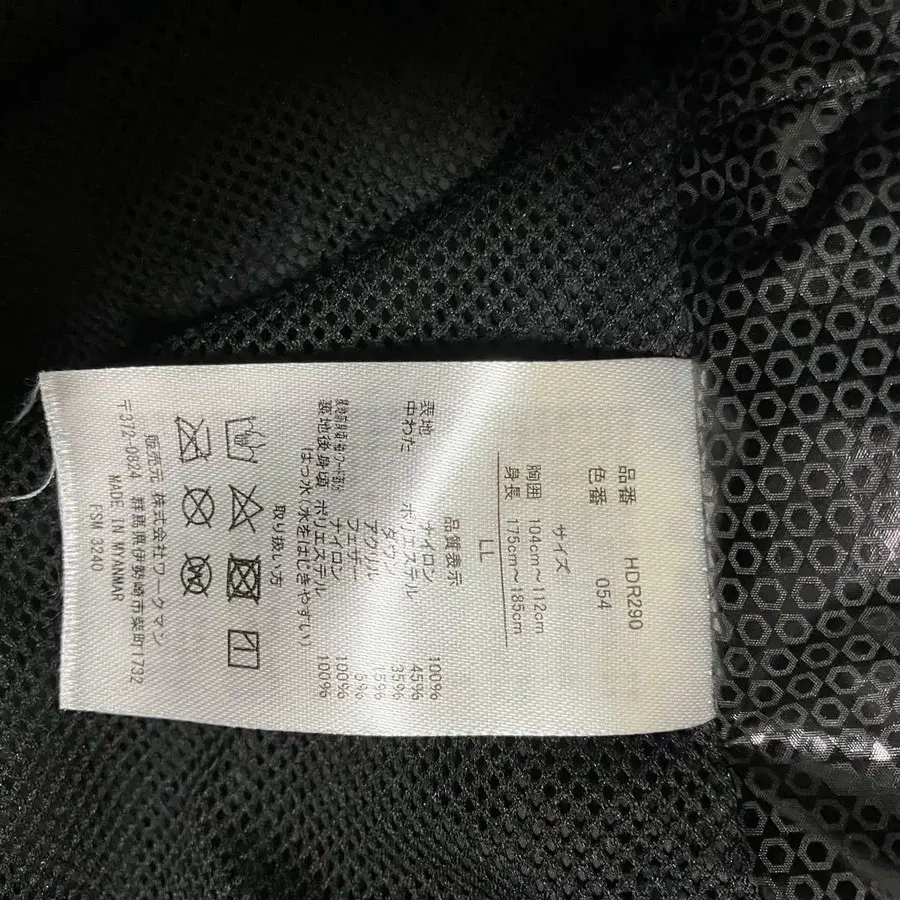 品番 HDR290
色番 054
サイズ
胸囲 104cm～112cm
身長 175cm～185cm
LL
品質表示
表地 ナイロン 100%
中わた ポリエステル 45%
ダウン 35%
アクリル 15%
フェザー 5%
ナイロン 100%
裏地後身頃 ポリエステル 100%
はっ水(水をはじきやすい)
取り扱い方
販売元 株式会社ワークマン
〒372-0824 群馬県伊勢崎市柴町1732
MADE IN MYANMAR
FSM 3240